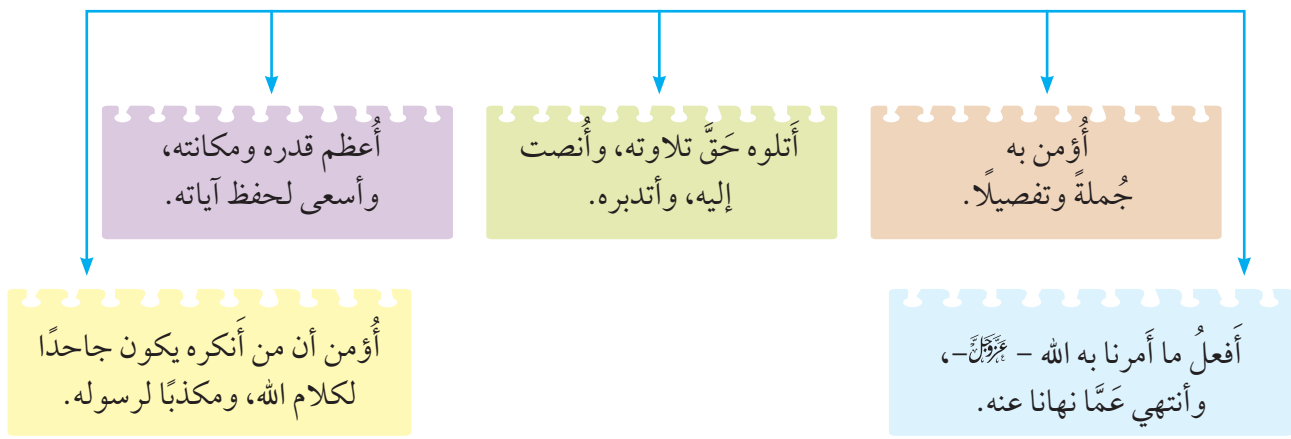 أُؤمن به
جُملةً وتفصيلًا.
أَتلوه حَقَّ تلاوته، وأُنصت
إليه، وأتدبره.
أُعظم قدره ومكانته،
وأسعى لحفظ آياته.
أَفعلُ ما أَمرنا به الله – عَزَّوَجَلَّ –،
وأنتهي عَمَّا نهانا عنه.
أُؤمن أن من أَنكره يكون جاحدًا
لكلام الله، ومكذبًا لرسوله.